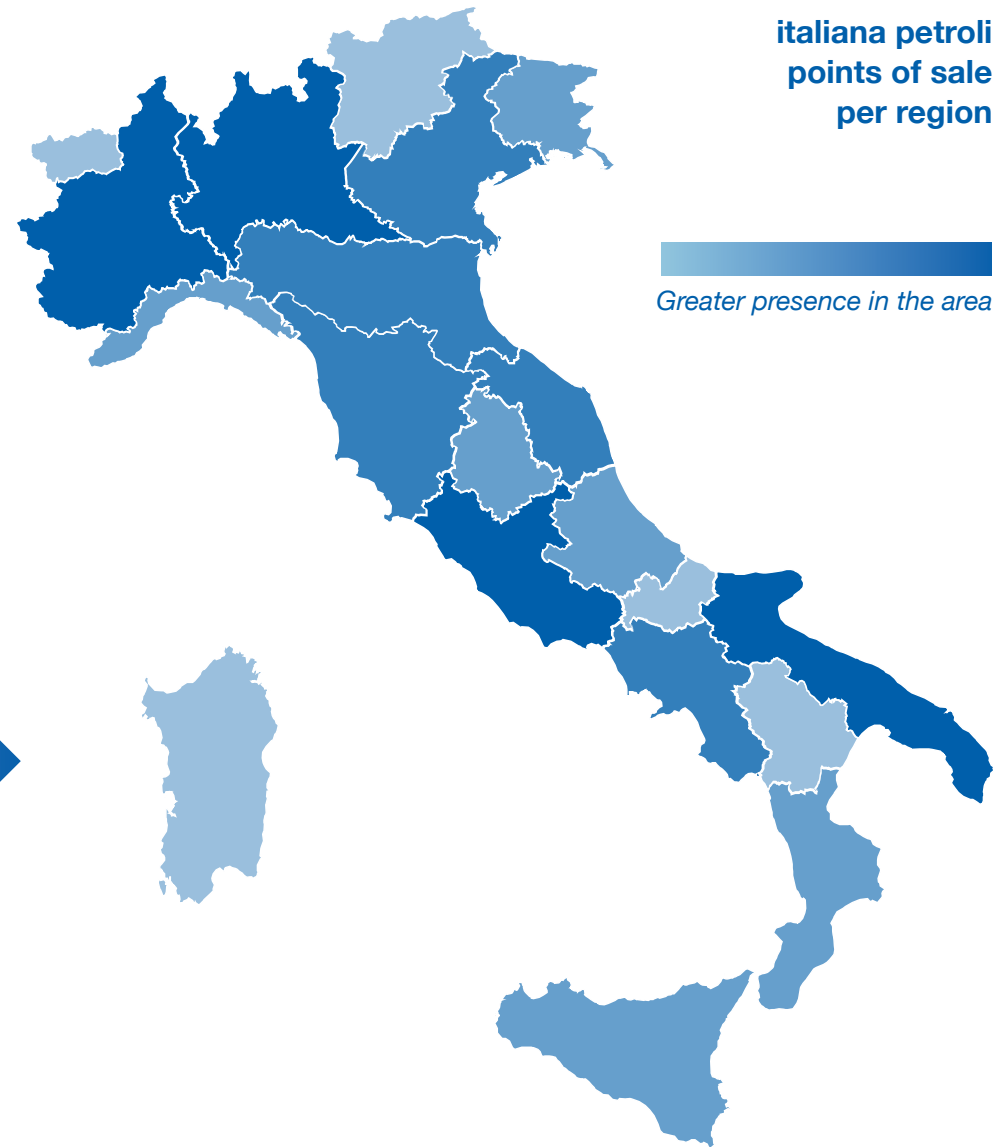 italiana petroli
points of sale
per region
Greater presence in the area